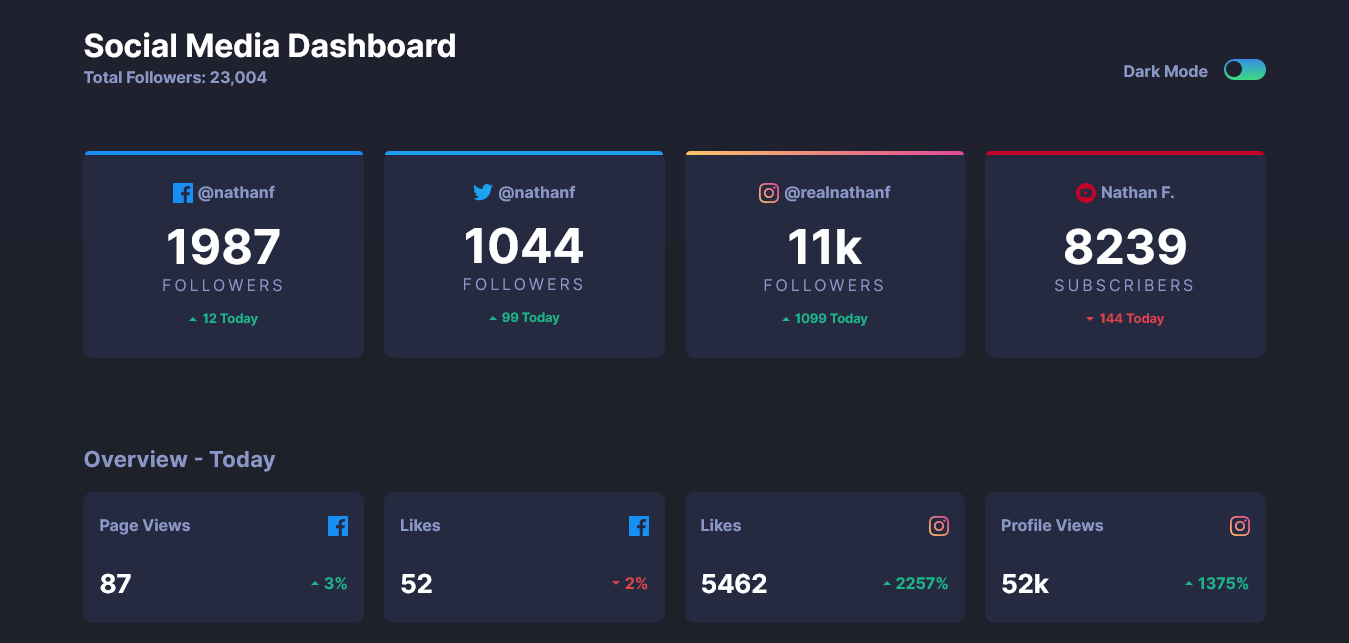 Social Media Dashboard
Total Followers: 23,004
Dark Mode
@nathanf
1987
FOLLOWERS
12 Today
@nathanf
1044
FOLLOWERS
99 Today
@realnathanf
11k
FOLLOWERS
1099 Today
Nathan F.
8239
SUBSCRIBERS
144 Today
Overview - Today
Page Views
87
3%
Likes
52
2%
Likes
5462
2257%
Profile Views
52k
1375%